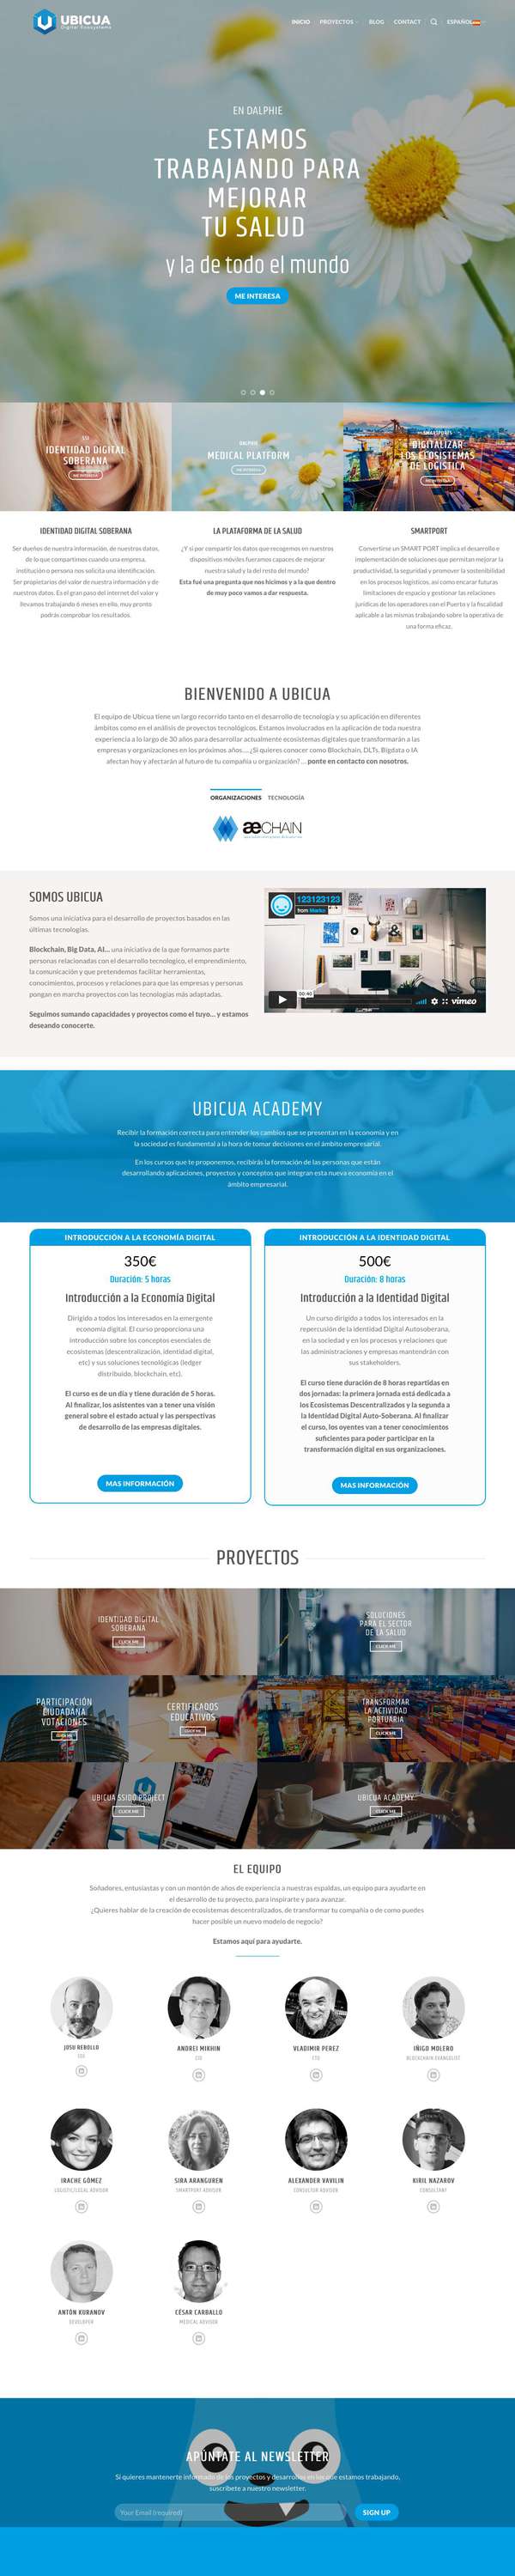 UBICUA
Digital Ecosystems
INICIO
PROYECTOS
BLOG
CONTACT
ESPAÑOL
EN DALPHIE
ESTAMOS
TRABAJANDO PARA
MEJORAR
TU SALUD
y la de todo el mundo
ME INTERESA
SSI
IDENTIDAD DIGITAL
SOBERANA
ME INTERESA
DALPHIE
MEDICAL PLATFORM
ME INTERESA
SMARTPORTS
DIGITALIZAR
LOS ECOSISTEMAS
DE LOGISTICA
ME INTERESA
IDENTIDAD DIGITAL SOBERANA
Ser dueños de nuestra información, de nuestros datos,
de lo que compartimos cuando una empresa,
institución o persona nos solicita una identificación.
Ser propietarios del valor de nuestra información y de
nuestros datos. Es el gran paso del internet del valor y
llevamos trabajando 6 meses en ello, muy pronto
podrás comprobar los resultados.
LA PLATAFORMA DE LA SALUD
¿Y si por compartir los datos que recogemos en nuestros
dispositivos móviles fueramos capaces de mejorar
nuestra salud y la del resto del mundo?
Esta fué una pregunta que nos hicimos y a la que dentro
de muy poco vamos a dar respuesta.
SMARTPORT
Convertirse un SMART PORT implica el desarrollo e
implementación de soluciones que permitan mejorar la
productividad, la seguridad y promover la sostenibilidad
en los procesos logísticos, así como encarar futuras
limitaciones de espacio y gestionar las relaciones
jurídicas de los operadores con el Puerto y la fiscalidad
aplicable a las mismas trabajando sobre la operativa de
una forma eficaz.
BIENVENIDO A UBICUA
El equipo de Ubicua tiene un largo recorrido tanto en el desarrollo de tecnología y su aplicación en diferentes
ámbitos como en el análisis de proyectos tecnológicos. Estamos involucrados en la aplicación de toda nuestra
experiencia a lo largo de 30 años para desarrollar actualmente ecosistemas digitales que transformarán a las
empresas y organizaciones en los próximos años.....¿Si quieres conocer como Blockchain, DLTs, Bigdata o IA
afectan hoy y afectarán al futuro de tu compañía u organización? ... ponte en contacto con nosotros.
ORGANIZACIONES
TECNOLOGÍA
æCHAIN
SOMOS UBICUA
Somos una iniciativa para el desarrollo de proyectos basados en las
últimas tecnologías.
Blockchain, Big Data, AI... una iniciativa de la que formamos parte
personas relacionadas con el desarrollo tecnologico, el emprendimiento,
la comunicación y que pretendemos facilitar herramientas,
conocimientos, procesos y relaciones para que las empresas y personas
pongan en marcha proyectos con las tecnologías más adaptadas.
Seguimos sumando capacidades y proyectos como el tuyo... y estamos
deseando conocerte.
123123123
from Marko
00:40
vimeo
UBICUA ACADEMY
Recibir la formación correcta para entender los cambios que se presentan en la economía y en
la sociedad es fundamental a la hora de tomar decisiones en el ámbito empresarial.
En los cursos que te proponemos, recibirás la formación de las personas que están
desarrollando aplicaciones, proyectos y conceptos que integran esta nueva economía en el
ámbito empresarial.
INTRODUCCIÓN A LA ECONOMÍA DIGITAL
350€
Duración: 5 horas
Introducción a la Economía Digital
Dirigido a todos los interesados en la emergente
economía digital. El curso proporciona una
introducción sobre los conceptos esenciales de
ecosistemas (descentralización, identidad digital,
etc) y sus soluciones tecnológicas (ledger
distribuido, blockchain, etc).
El curso es de un día y tiene duración de 5 horas.
Al finalizar, los asistentes van a tener una visión
general sobre el estado actual y las perspectivas
de desarrollo de las empresas digitales.
MAS INFORMACIÓN
INTRODUCCIÓN A LA IDENTIDAD DIGITAL
500€
Duración: 8 horas
Introducción a la Identidad Digital
Un curso dirigido a todos los interesados en la
repercusión de la identidad Digital Autosoberana,
en la sociedad y en los procesos y relaciones que
las administraciones y empresas mantendrán con
sus stakeholders.
El curso tiene duración de 8 horas repartidas en
dos jornadas: la primera jornada está dedicada a
los Ecosistemas Descentralizados y la segunda a
la Identidad Digital Auto-Soberana. Al finalizar
el curso, los oyentes van a tener conocimientos
suficientes para poder participar en la
transformación digital en sus organizaciones.
MAS INFORMACIÓN
PROYECTOS
IDENTIDAD DIGITAL
SOBERANA
CLICK ME
SOLUCIONES
PARA EL SECTOR
DE LA SALUD
CLICK ME
PARTICIPACIÓN
CIUDADANA
VOTACIONES
CLICK ME
CERTIFICADOS
EDUCATIVOS
CLICK ME
TRANSFORMAR
LA ACTIVIDAD
PORTUARIA
CLICK ME
UBICUA SSIDD PROJECT
CLICK ME
UBICUA ACADEMY
CLICK ME
EL EQUIPO
Soñadores, entusiastas y con un montón de años de experiencia a nuestras espaldas, un equipo para ayudarte en
el desarrollo de tu proyecto, para inspirarte y para avanzar.
¿Quieres hablar de la creación de ecosistemas descentralizados, de transformar tu compañia o de como puedes
hacer posible un nuevo modelo de negocio?
Estamos aquí para ayudarte.
JOSU REBOLLO
CEO
ANDREI MIKHIN
CIO
VLADIMIR PEREZ
CTO
IÑIGO MOLERO
BLOCKCHAIN EVANGELIST
IRACHE GÓMEZ
LOGISTIC/LEGAL ADVISOR
SIRA ARANGUREN
SMARTPORT ADVISOR
ALEXANDER VAVILIN
CONSULTOR ADVISOR
KIRIL NAZAROV
CONSULTANT
ANTÓN KORANOV
DEVELOPER
CÉSAR CARBALLO
MEDICAL ADVISOR
APÚNTATE AL NEWSLETTER
Si quieres mantenerte informado de los proyectos y desarrollos en los que estamos trabajando,
suscríbete a nuestro newsletter.
Your Email (required)
SIGN UP